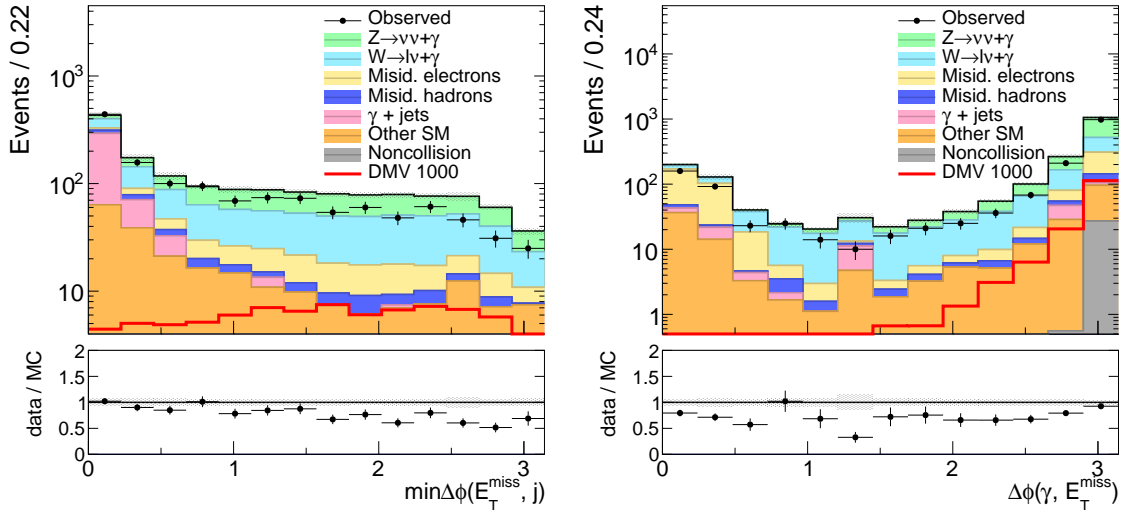 Events / 0.22
10³
10²
10
Observed
Z→νν+γ
W→lν+γ
Misid. electrons
Misid. hadrons
γ + jets
Other SM
Noncollision
DMV 1000
data / MC
2
1.5
1
0.5
0
0 1 2 3
minΔϕ(E_T^miss, j)
Events / 0.24
10⁴
10³
10²
10
1
Observed
Z→νν+γ
W→lν+γ
Misid. electrons
Misid. hadrons
γ + jets
Other SM
Noncollision
DMV 1000
data / MC
2
1.5
1
0.5
0
0 1 2 3
Δϕ(γ, E_T^miss)